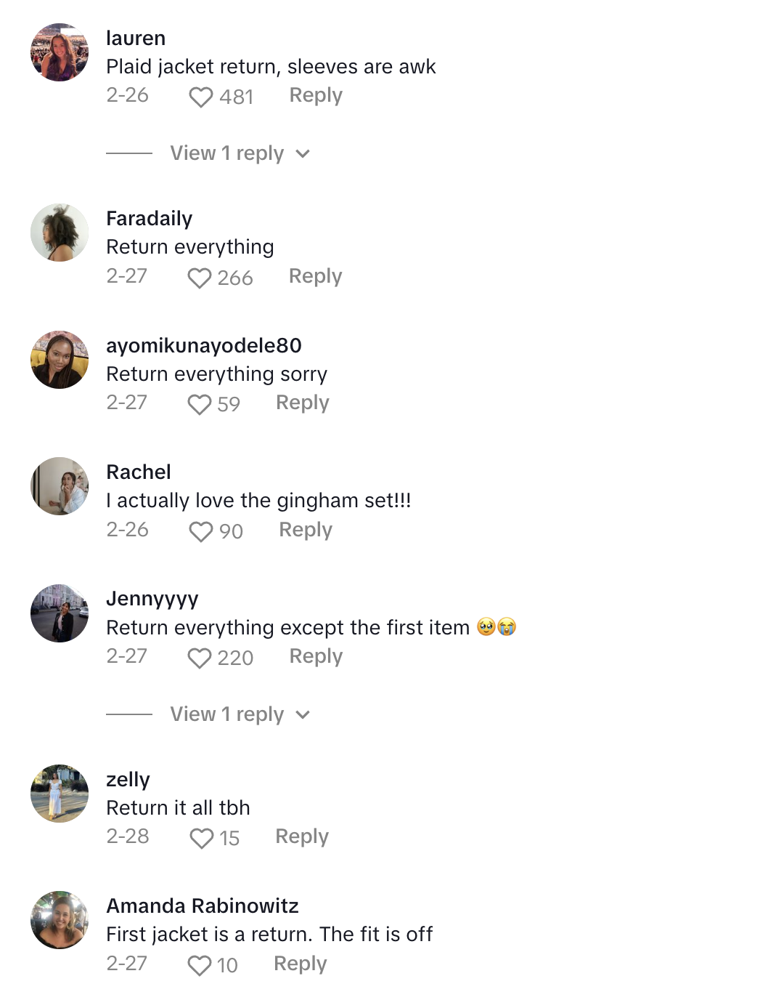 lauren
Plaid jacket return, sleeves are awk
2-26 481 Reply
View 1 reply
Faradaily
Return everything
2-27 266 Reply
ayomikunayodele80
Return everything sorry
2-27 59 Reply
Rachel
I actually love the gingham set!!!
2-26 90 Reply
Jennyyyy
Return everything except the first item 🥹😭
2-27 220 Reply
View 1 reply
zelly
Return it all tbh
2-28 15 Reply
Amanda Rabinowitz
First jacket is a return. The fit is off
2-27 10 Reply